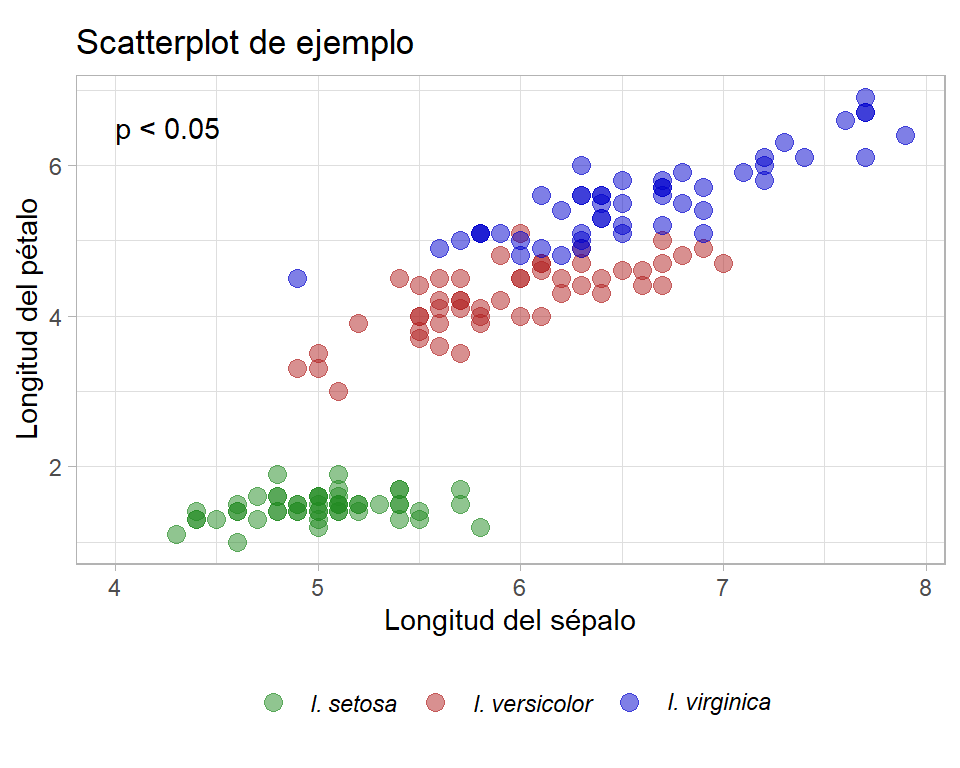 Scatterplot de ejemplo
p < 0.05
6
4
2
Longitud del pétalo
4 5 6 7 8
Longitud del sépalo
I. setosa I. versicolor I. virginica